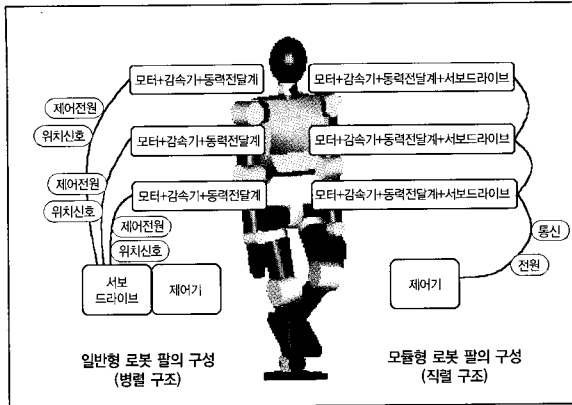 모터+감속기+동력전달계
모터+감속기+동력전달계+서보드라이브
제어전원
위치신호
모터+감속기+동력전달계
모터+감속기+동력전달계+서보드라이브
제어전원
위치신호
모터+감속기+동력전달계
모터+감속기+동력전달계+서보드라이브
제어전원
위치신호
통신
전원
서보
드라이브
제어기
제어기
일반형 로봇 팔의 구성
(병렬 구조)
모듈형 로봇 팔의 구성
(직렬 구조)